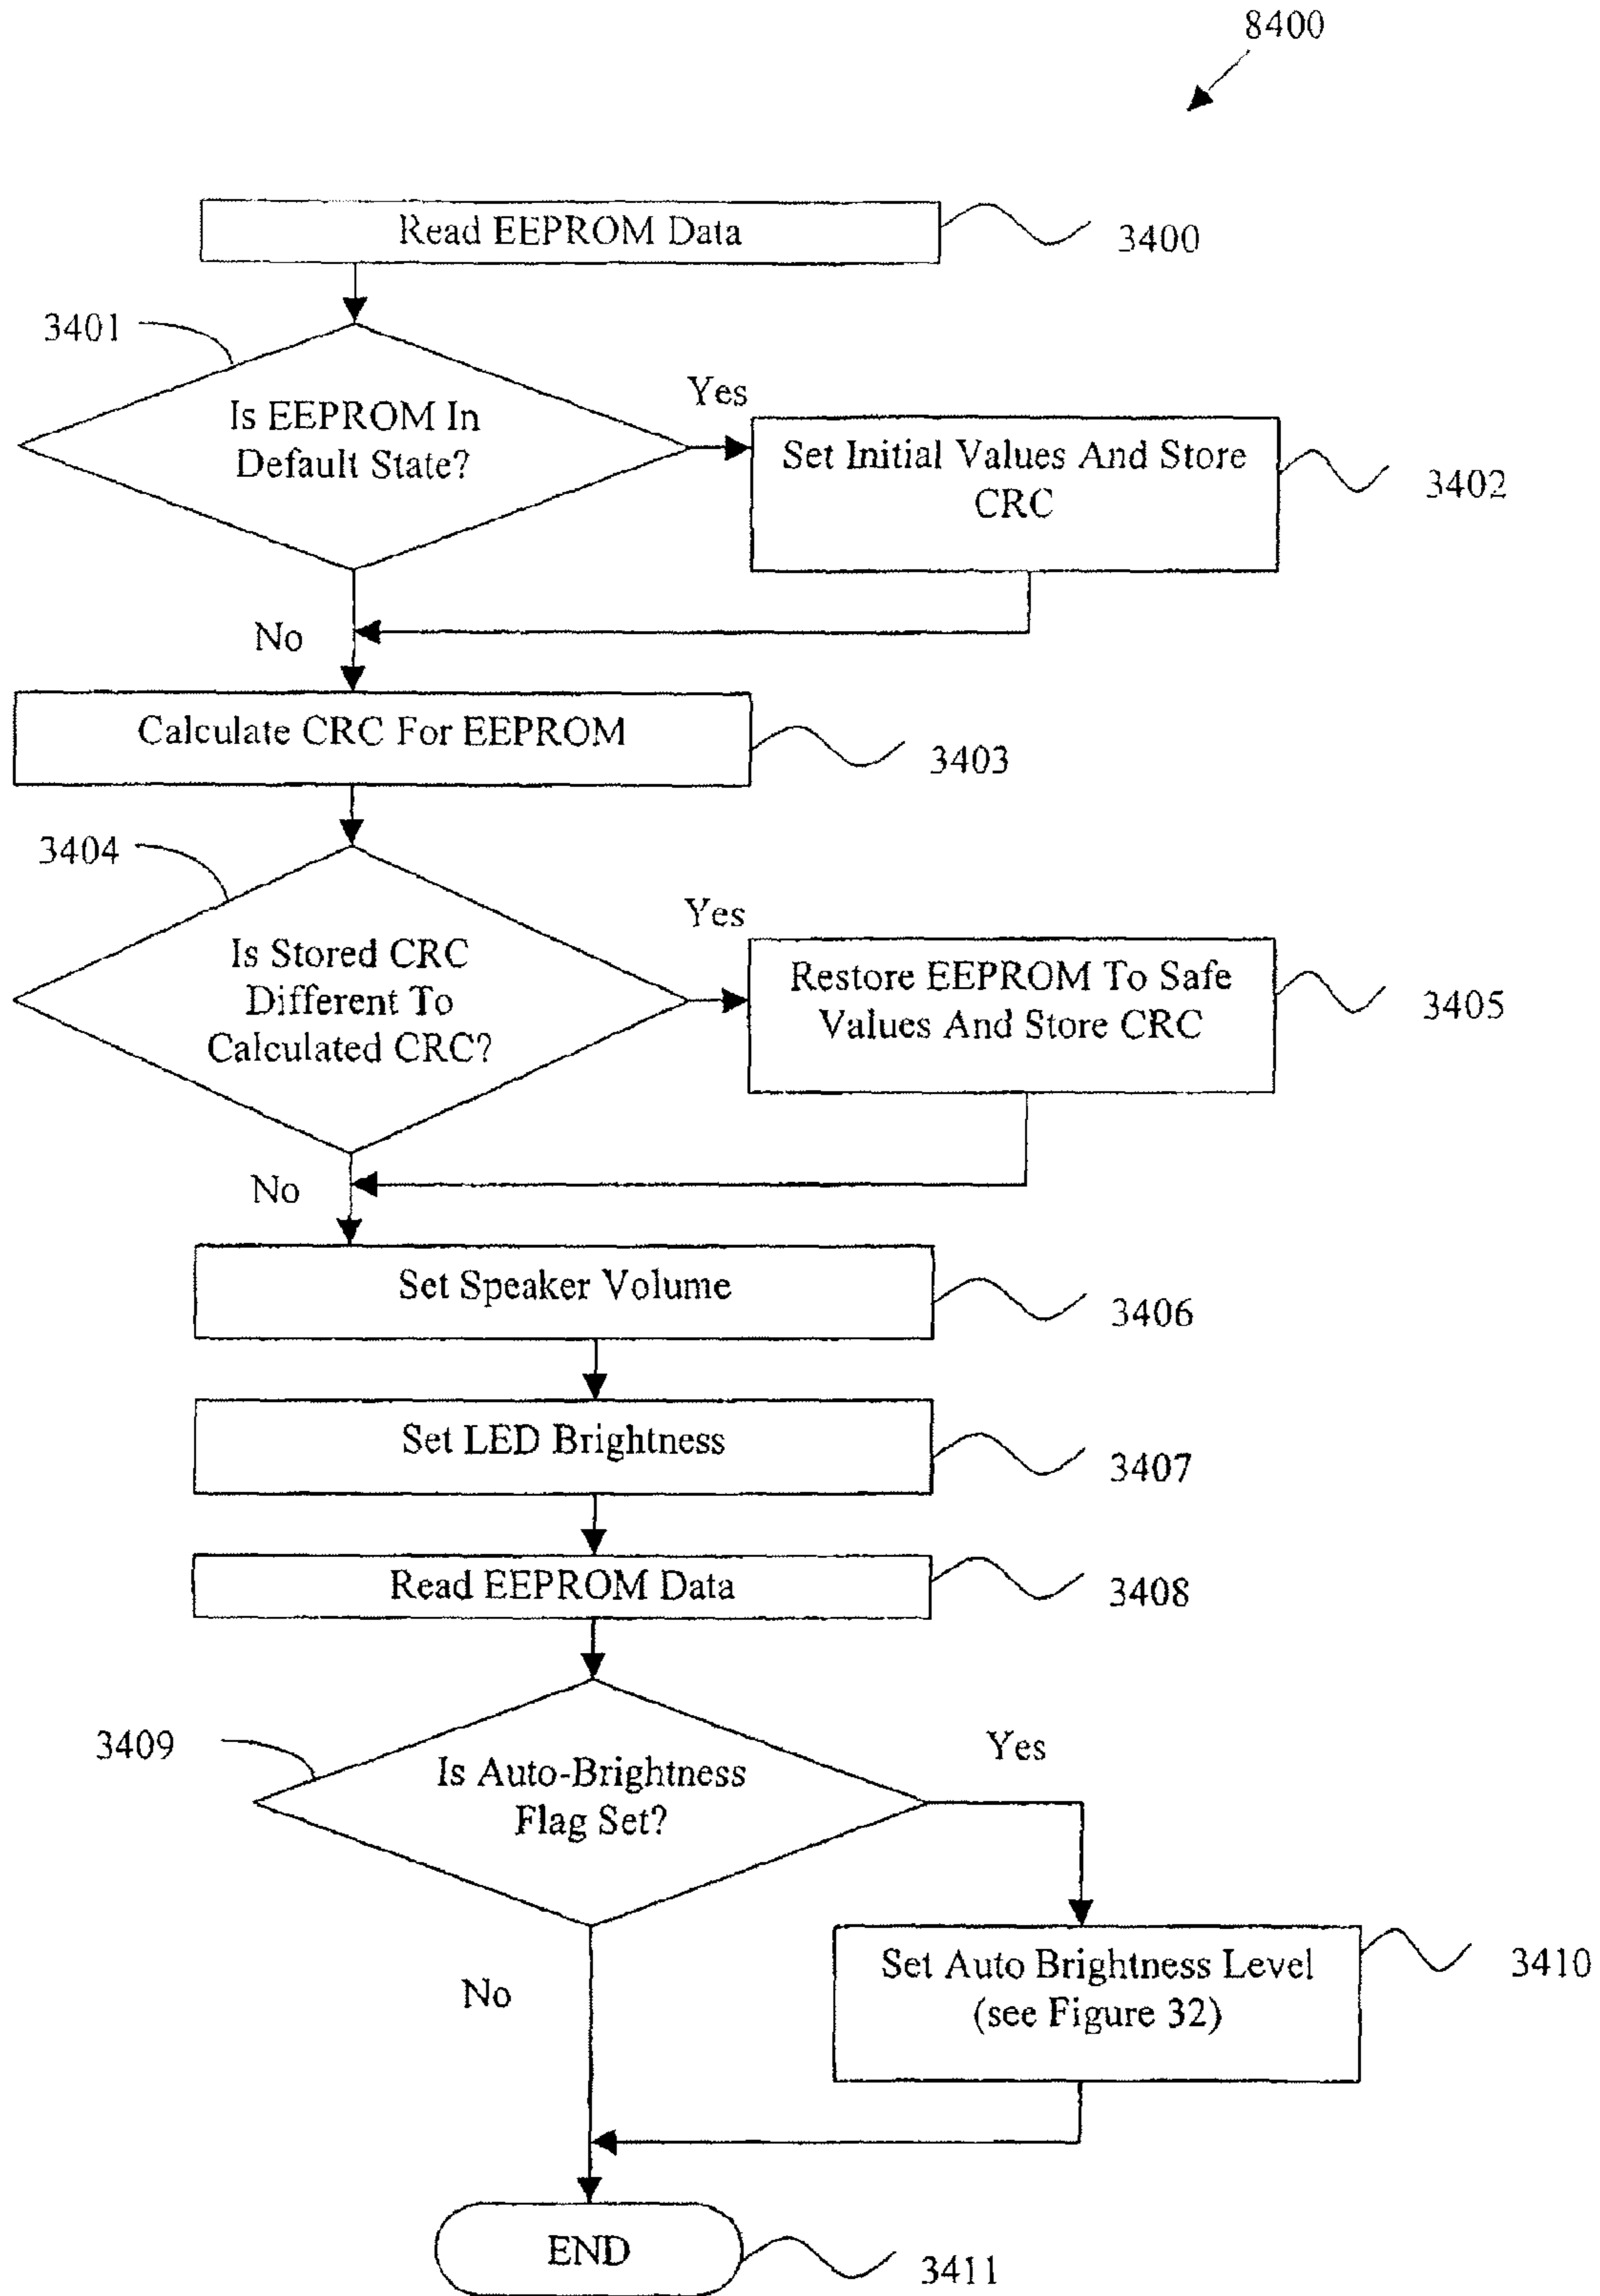 8400
Read EEPROM Data
3400
3401
Is EEPROM In
Default State?
Yes
Set Initial Values And Store
CRC
3402
No
Calculate CRC For EEPROM
3403
3404
Is Stored CRC
Different To
Calculated CRC?
Yes
Restore EEPROM To Safe
Values And Store CRC
3405
No
Set Speaker Volume
3406
Set LED Brightness
3407
Read EEPROM Data
3408
3409
Is Auto-Brightness
Flag Set?
Yes
Set Auto Brightness Level
(see Figure 32)
3410
No
END
3411